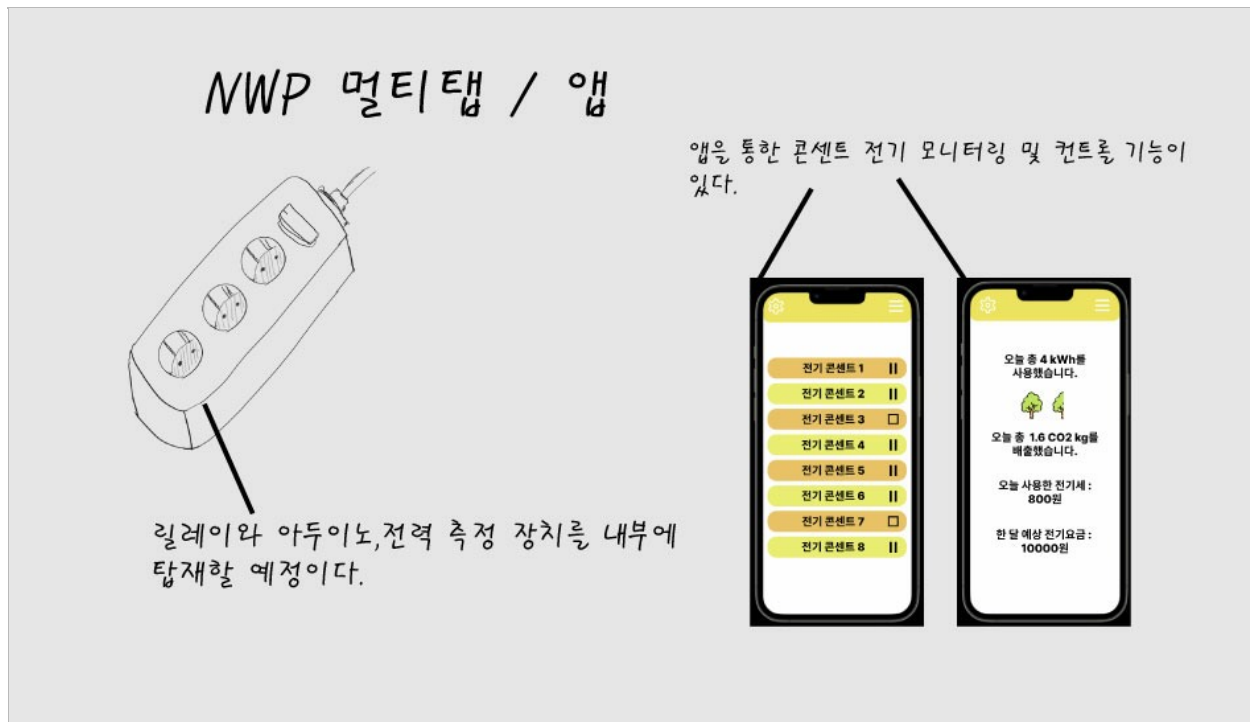 NWP 멀티탭 / 앱
앱을 통한 콘센트 전기 모니터링 및 컨트롤 기능이
있다.
릴레이와 아두이노,전력 측정 장치를 내부에
탑재할 예정이다.
전기 콘센트 1
전기 콘센트 2
전기 콘센트 3
전기 콘센트 4
전기 콘센트 5
전기 콘센트 6
전기 콘센트 7
전기 콘센트 8
오늘 총 4 kWh를
사용했습니다.
오늘 총 1.6 CO2 kg를
배출했습니다.
오늘 사용한 전기세 :
800원
한 달 예상 전기요금 :
10000원